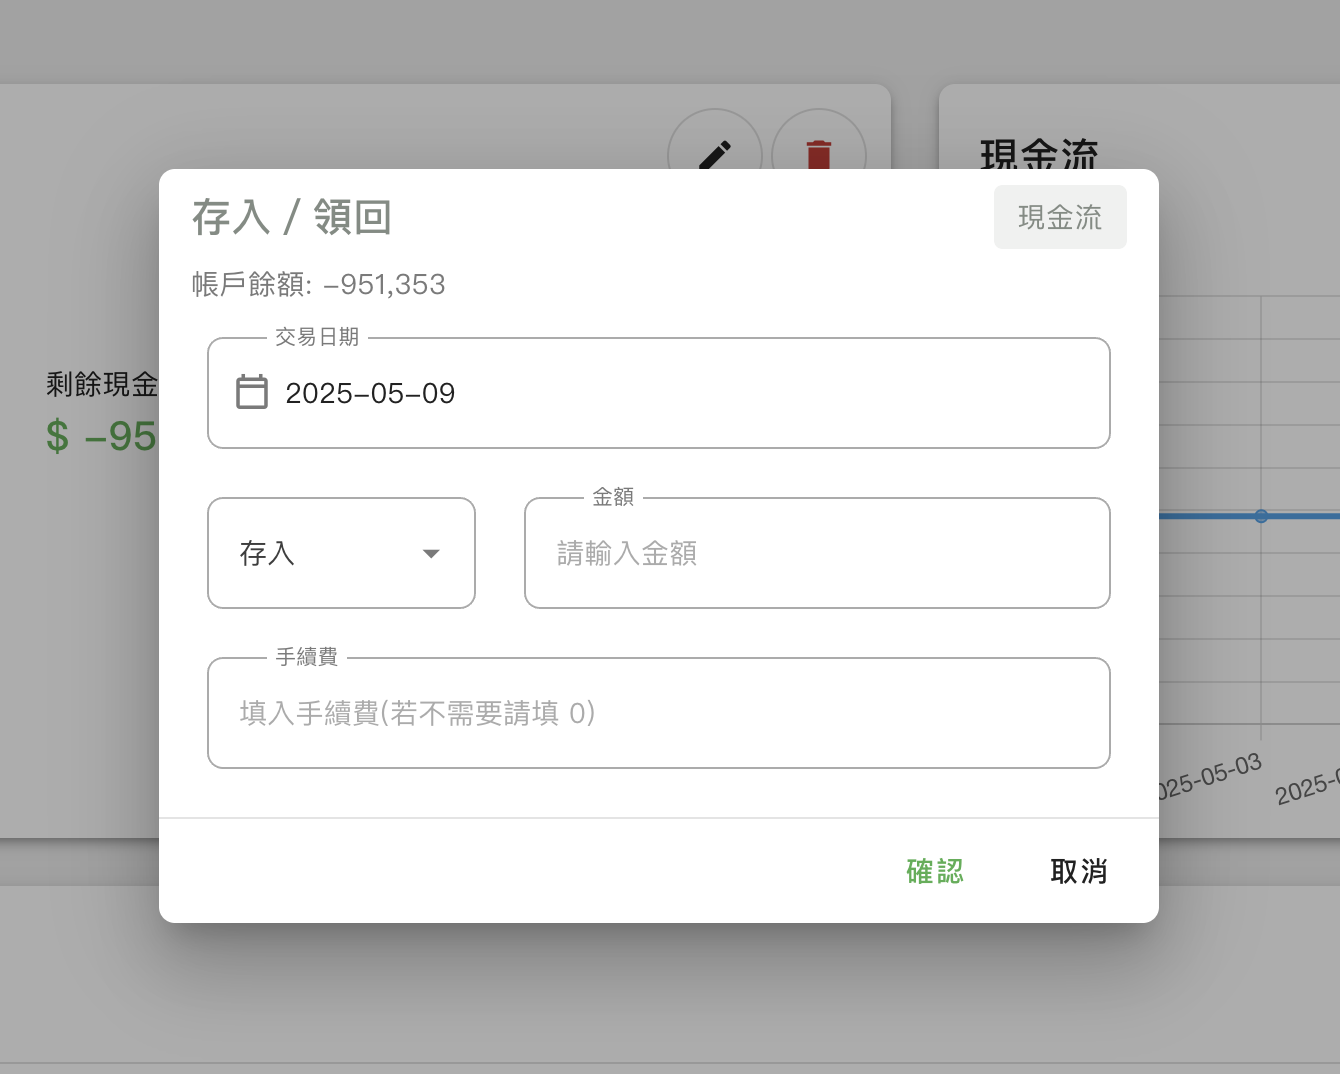 現金流
存入 / 領回
現金流
帳戶餘額: -951,353
剩餘現金
$ -95
交易日期
2025-05-09
存入
金額
請輸入金額
手續費
填入手續費(若不需要請填 0)
025-05-03
2025-0
確認
取消